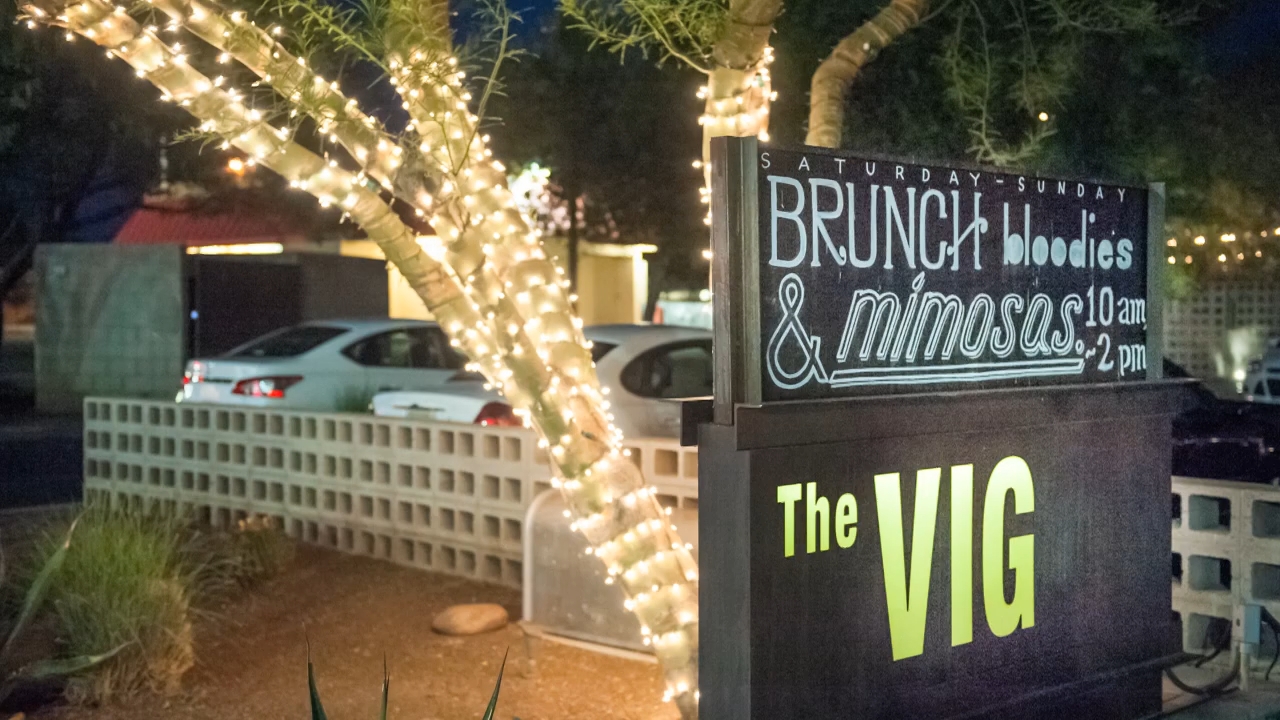 SATURDAY-SUNDAY
BRUNCH bloodies
& mimosas. 10 am
~2 pm
The VIG